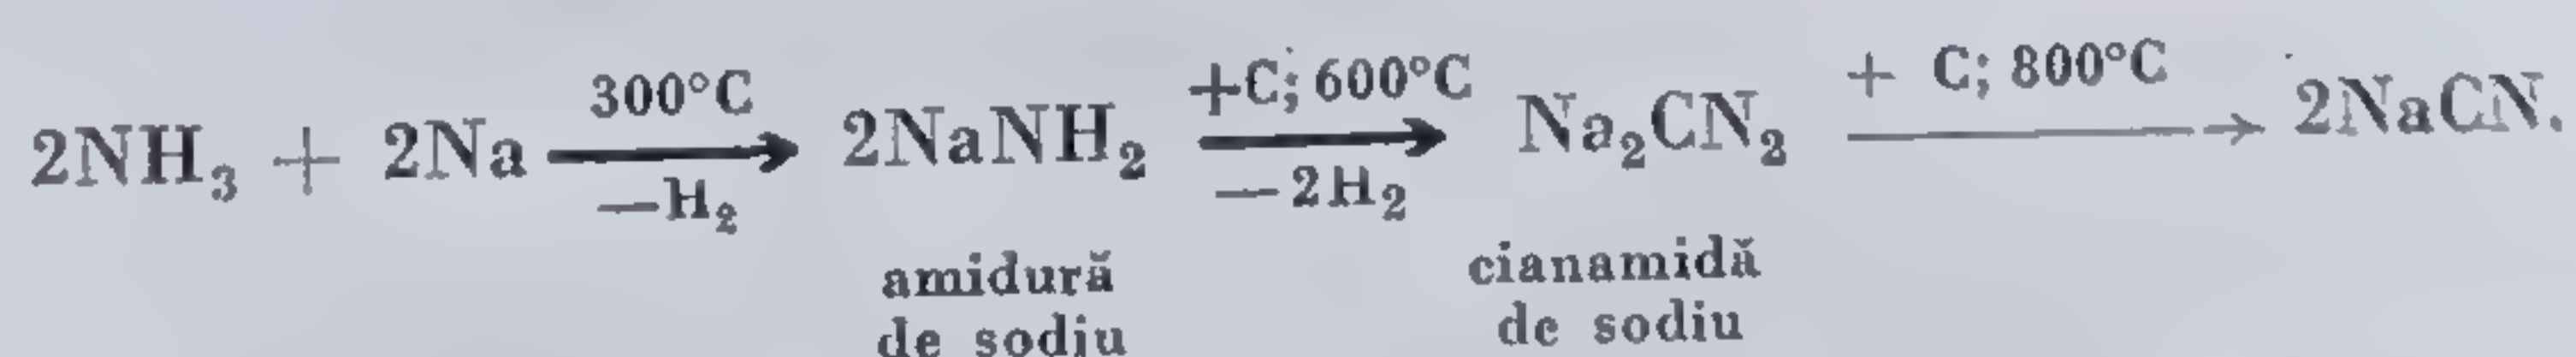 300°C +C; 600°C + C; 800°C
2NH₃ + 2Na → 2NaNH₂ → Na₂CN₂ → 2NaCN.
—H₂ —2H₂
amidură cianamidă
de sodiu de sodiu